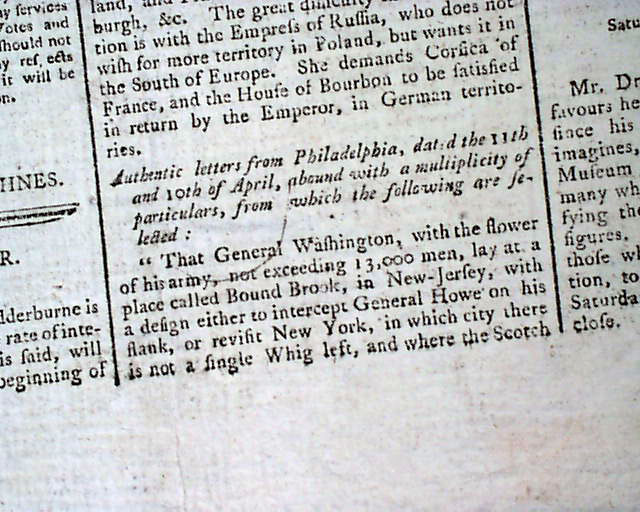 services
Votes and
should not
ny res ects
it will be
on.
HINES.
R.
dderburne is
rate of inte-
is said, will
beginning of
land, and
burgh, &c. The great difficulty
tion is with the Empreſs of Ruſſia, who does not
wiſh for more territory in Poland, but wants it in
the South of Europe. She demands Corſica of
France, and the Houſe of Bourbon to be ſatisfied
in return by the Emperor, in German territo-
ries.
Authentic letters from Philadelphia, dated the 11th
and 10th of April, abound with a multiplicity of
particulars, from which the following are ſe-
lected :
“ That General Waſhington, with the flower
of his army, not exceeding 13,000 men, lay at a
place called Bound Brook, in New-Jerſey, with
a deſign either to intercept General Howe on his
flank, or reviſit New York, in which city there
is not a ſingle Whig left, and where the Scotch
Satu
Mr. Dr
favours he
ſince his
imagines,
Muſeum
many wh
fying the
figures.
thoſe wh
tion, to
Saturda
cloſe.